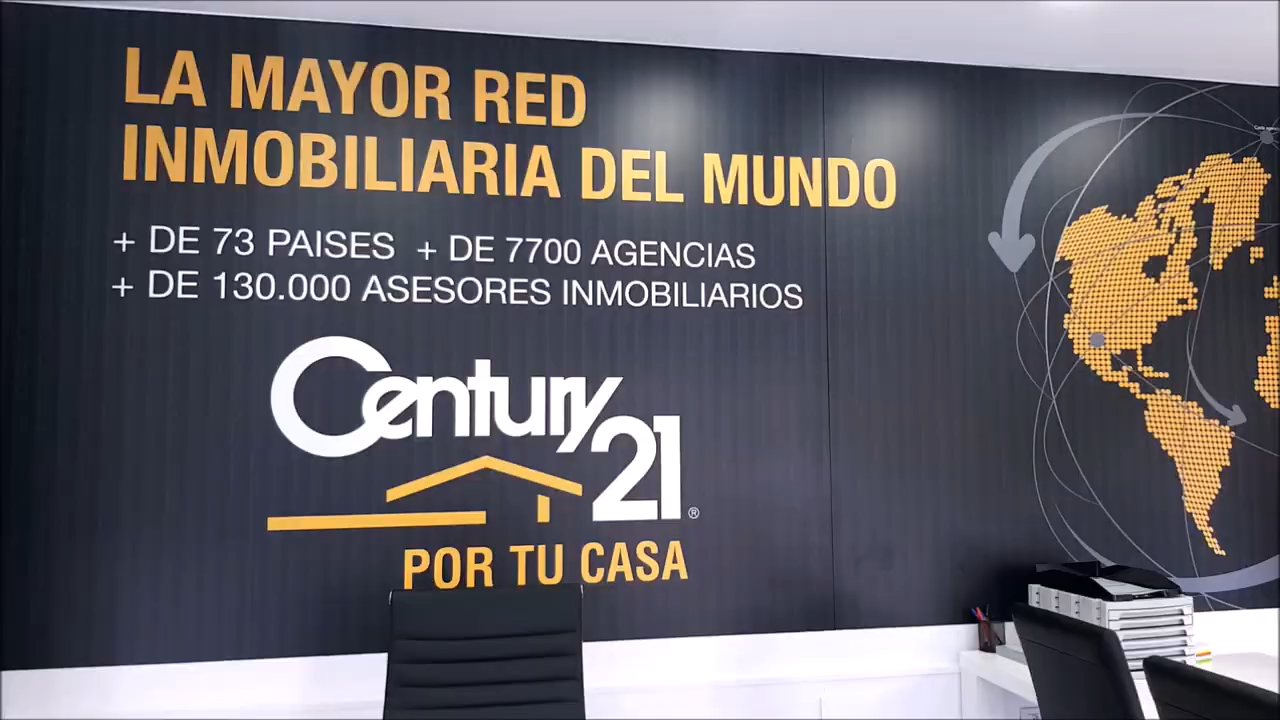 LA MAYOR RED
INMOBILIARIA DEL MUNDO
+ DE 73 PAISES + DE 7700 AGENCIAS
+ DE 130.000 ASESORES INMOBILIARIOS
Century
21®
POR TU CASA